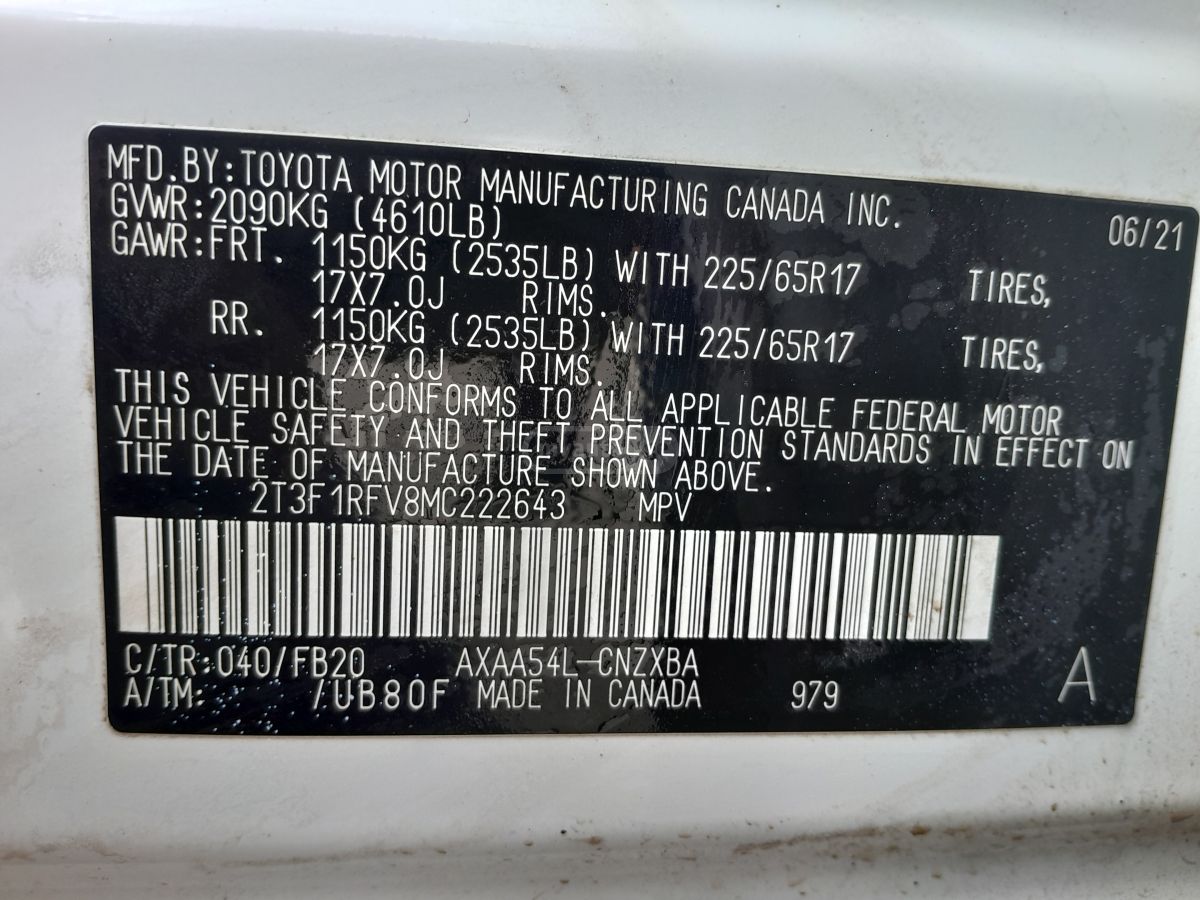 MFD.BY:TOYOTA MOTOR MANUFACTURING CANADA INC. 06/21
GVWR:2090KG (4610LB)
GAWR:FRT. 1150KG (2535LB) WITH 225/65R17 TIRES,
17X7.0J RIMS.
RR. 1150KG (2535LB) WITH 225/65R17 TIRES,
17X7.0J RIMS.
THIS VEHICLE CONFORMS TO ALL APPLICABLE FEDERAL MOTOR
VEHICLE SAFETY AND THEFT PREVENTION STANDARDS IN EFFECT ON
THE DATE OF MANUFACTURE SHOWN ABOVE.
2T3F1RFV8MC222643 MPV
C/TR:040/FB20 AXAA54L-CNZXBA
A/TM: /UB80F MADE IN CANADA 979 A